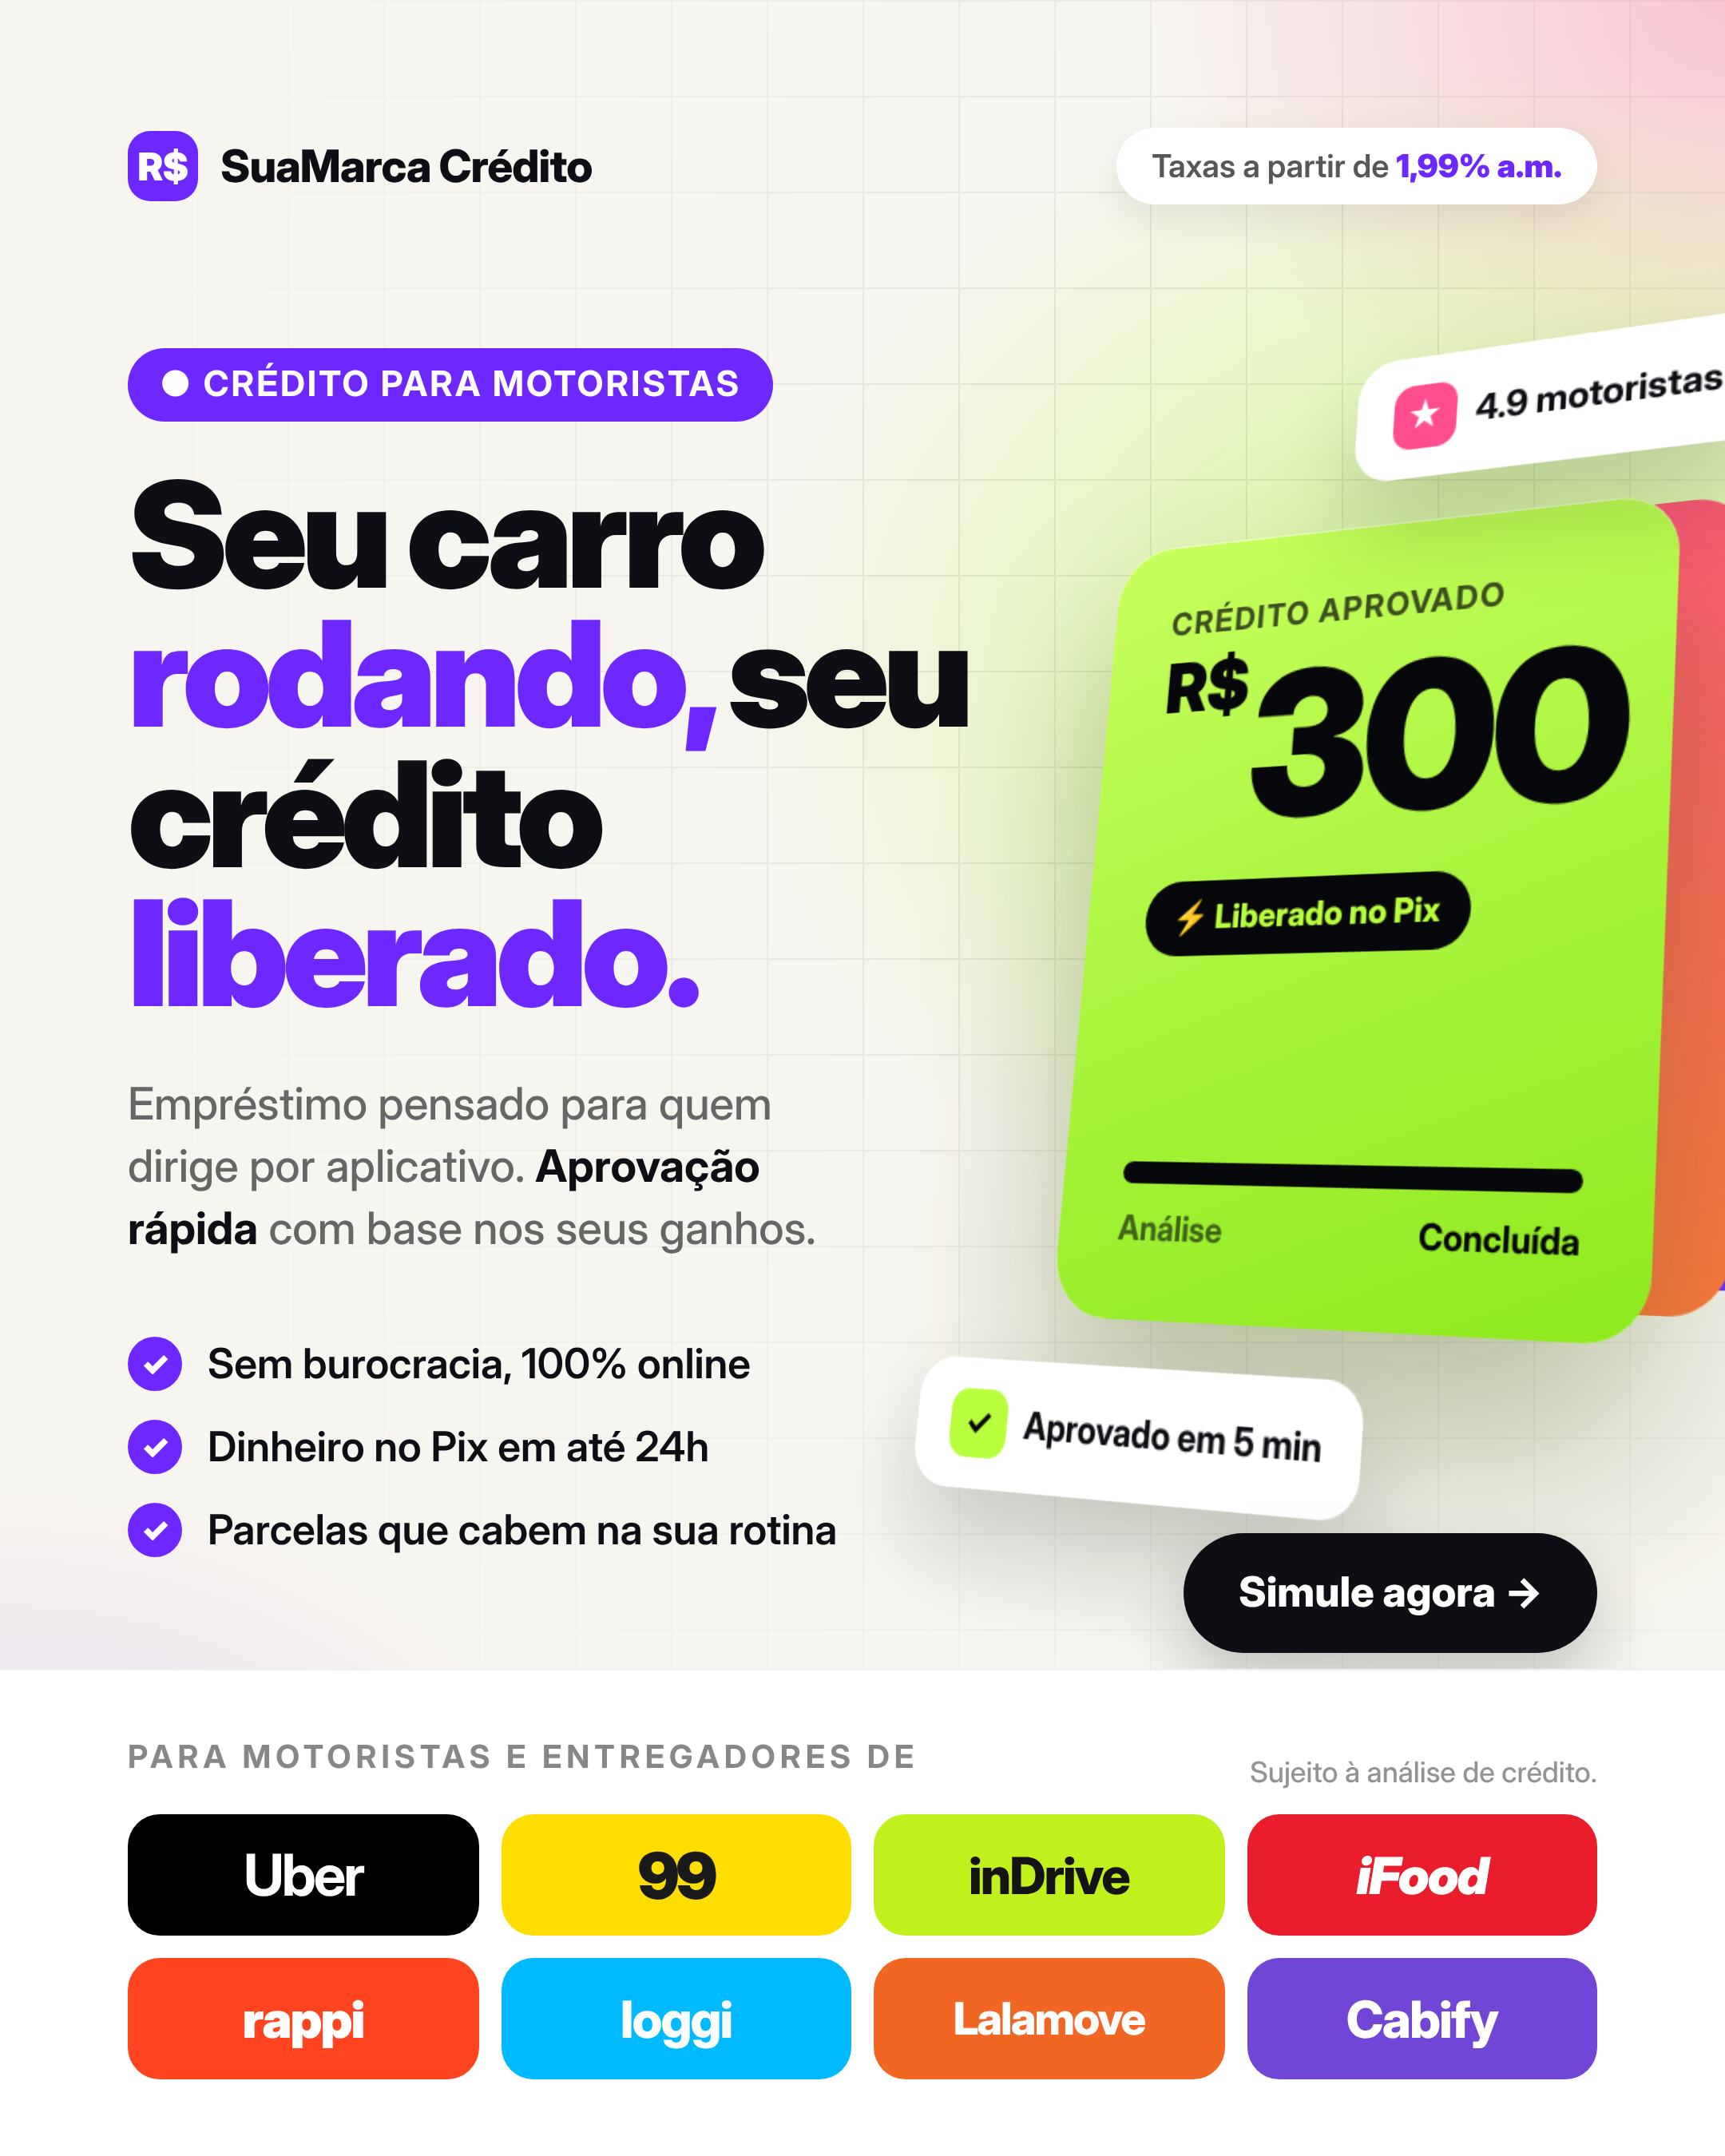 R$ SuaMarca Crédito
Taxas a partir de 1,99% a.m.
CRÉDITO PARA MOTORISTAS
Seu carro
rodando, seu
crédito
liberado.
Empréstimo pensado para quem
dirige por aplicativo. Aprovação
rápida com base nos seus ganhos.
Sem burocracia, 100% online
Dinheiro no Pix em até 24h
Parcelas que cabem na sua rotina
4.9 motoristas
CRÉDITO APROVADO
R$300
⚡ Liberado no Pix
Análise
Concluída
Aprovado em 5 min
Simule agora →
PARA MOTORISTAS E ENTREGADORES DE
Sujeito à análise de crédito.
Uber
99
inDrive
iFood
rappi
loggi
Lalamove
Cabify